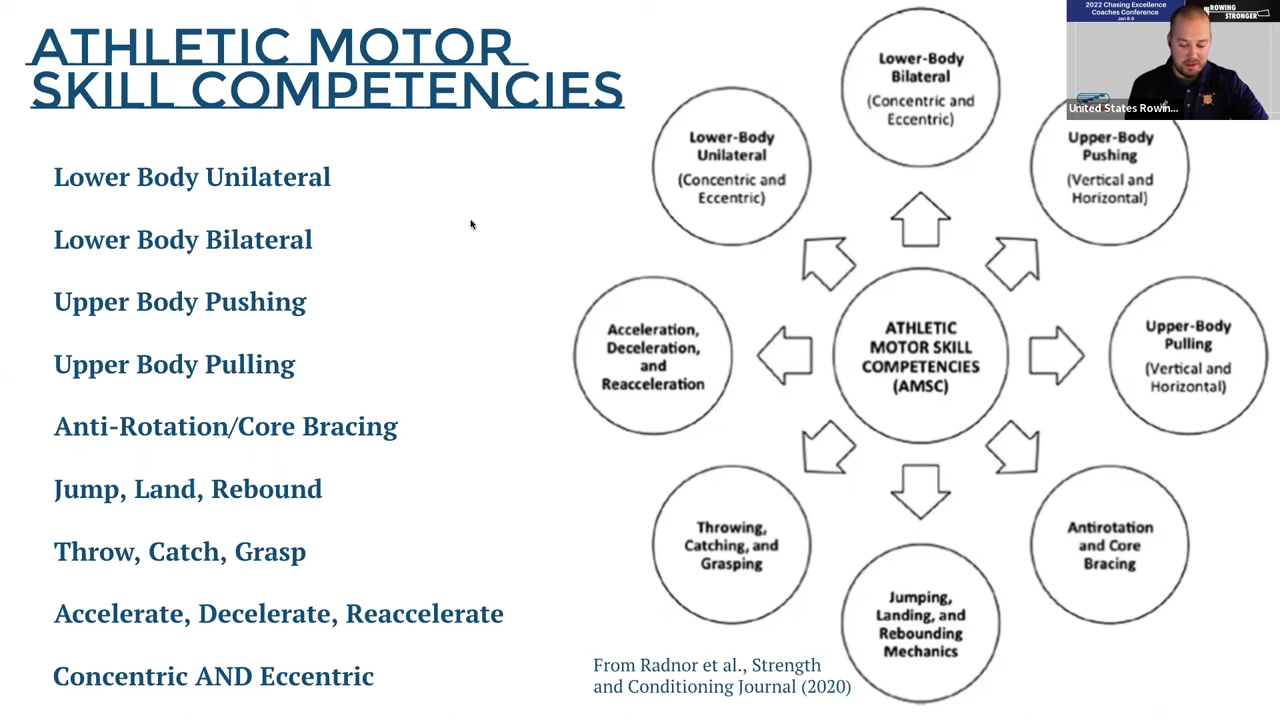 ATHLETIC MOTOR
SKILL COMPETENCIES
Lower Body Unilateral
Lower Body Bilateral
Upper Body Pushing
Upper Body Pulling
Anti-Rotation/Core Bracing
Jump, Land, Rebound
Throw, Catch, Grasp
Accelerate, Decelerate, Reaccelerate
Concentric AND Eccentric
Lower-Body
Bilateral
(Concentric and
Eccentric)
Lower-Body
Unilateral
(Concentric and
Eccentric)
Upper-Body
Pushing
(Vertical and
Horizontal)
Acceleration,
Deceleration,
and
Reacceleration
ATHLETIC
MOTOR SKILL
COMPETENCIES
(AMSC)
Upper-Body
Pulling
(Vertical and
Horizontal)
Throwing,
Catching, and
Grasping
Antirotation
and Core
Bracing
Jumping,
Landing, and
Rebounding
Mechanics
From Radnor et al., Strength
and Conditioning Journal (2020)
2022 Chasing Excellence
Coaches Conference
Jan
ROWING
STRONGER
United States Rowin...